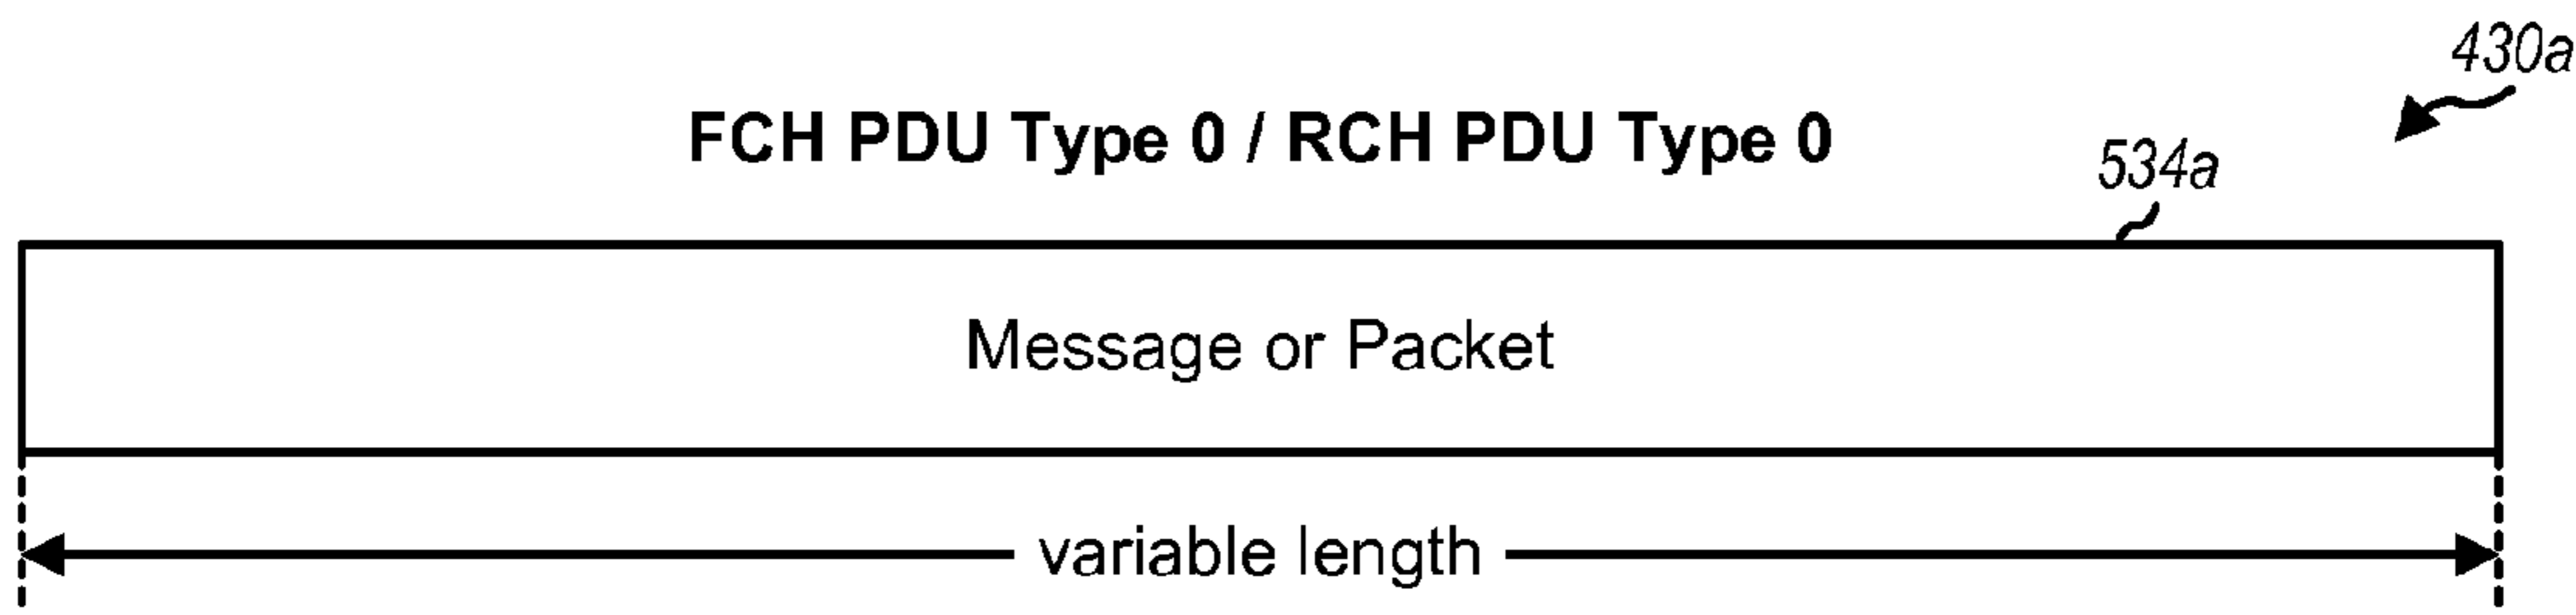 430a
FCH PDU Type 0 / RCH PDU Type 0
534a
Message or Packet
variable length